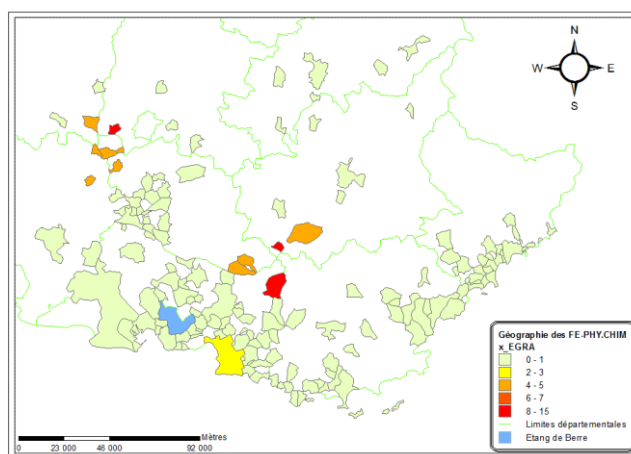 N
W E
S
Géographie des FE-PHY.CHIM
x_EGRA
0 - 1
2 - 3
4 - 5
6 - 7
8 - 15
Limites départementales
Etang de Berre
Mètres
0 23 000 46 000 92 000